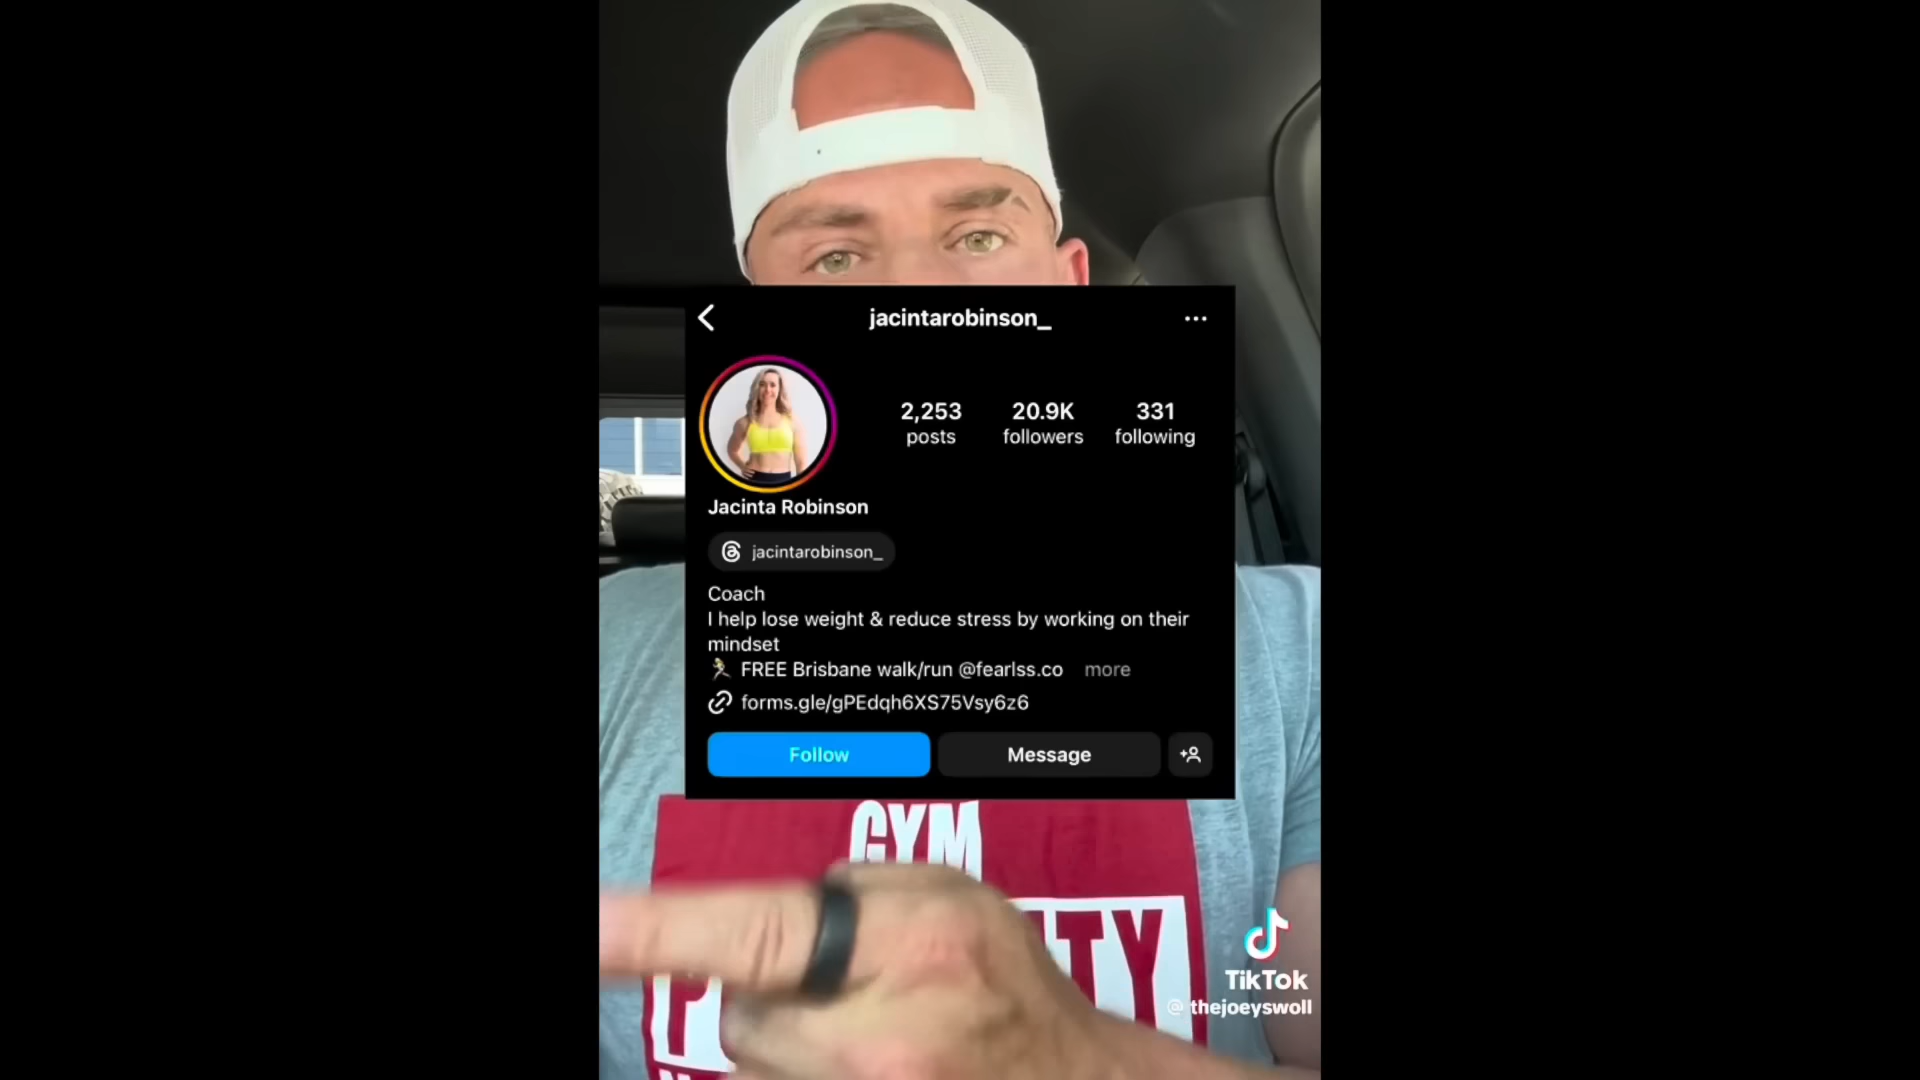 jacintarobinson_
2,253
posts
20.9K
followers
331
following
Jacinta Robinson
jacintarobinson_
Coach
I help lose weight & reduce stress by working on their
mindset
FREE Brisbane walk/run @fearlss.co more
forms.gle/gPEdqh6XS75Vsy6z6
Follow
Message
GYM
TikTok
@ thejoeyswoll